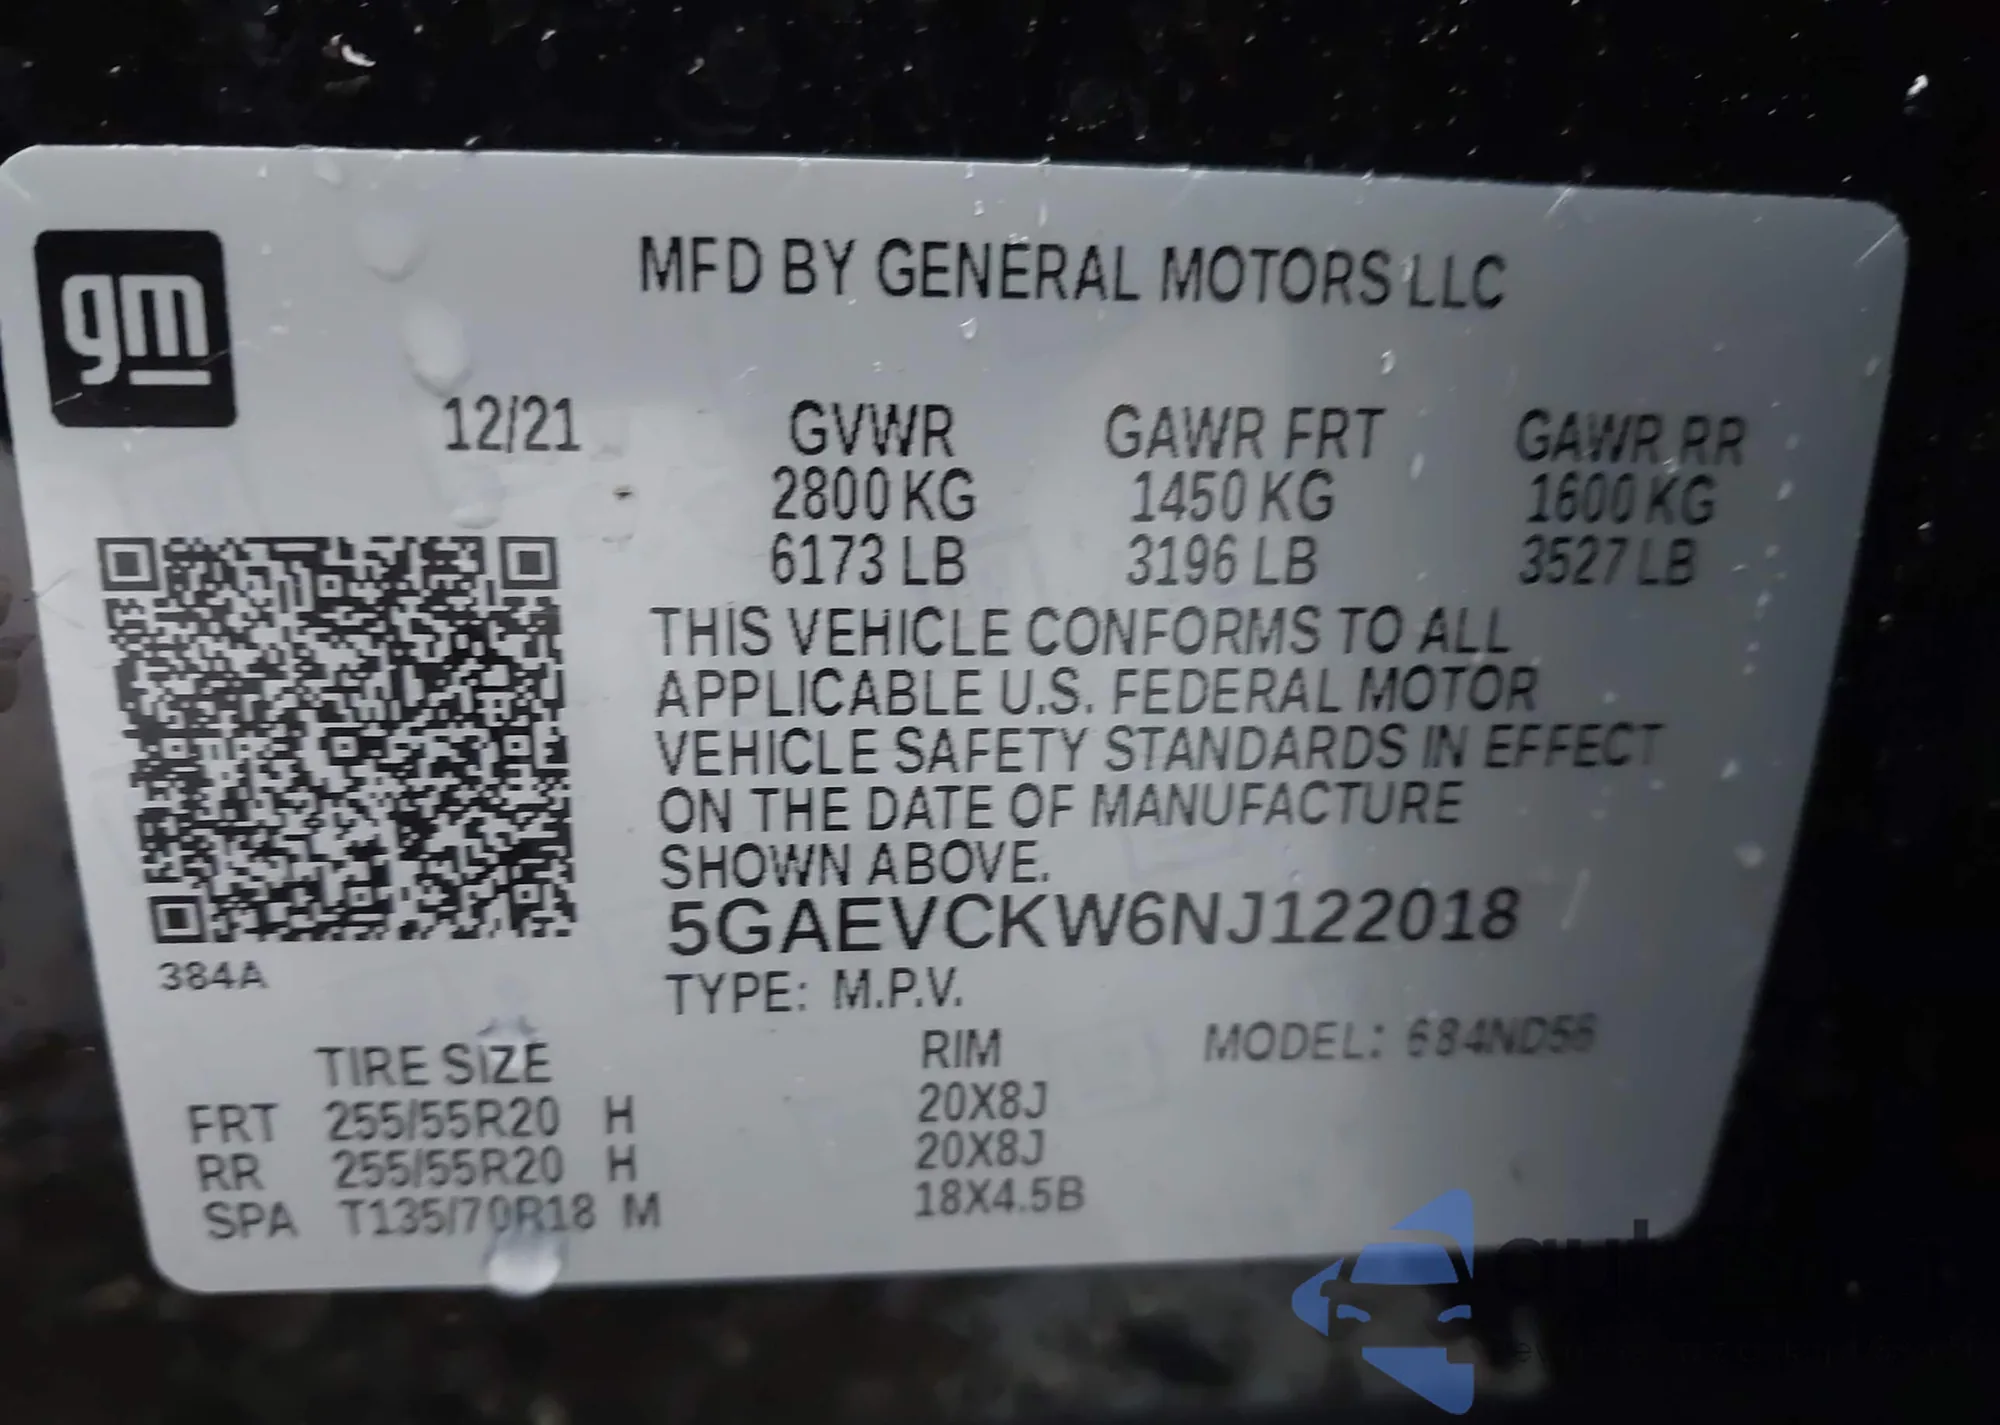 gm
MFD BY GENERAL MOTORS LLC
12/21 GVWR GAWR FRT GAWR RR
2800 KG 1450 KG 1600 KG
6173 LB 3196 LB 3527 LB
THIS VEHICLE CONFORMS TO ALL
APPLICABLE U.S. FEDERAL MOTOR
VEHICLE SAFETY STANDARDS IN EFFECT
ON THE DATE OF MANUFACTURE
SHOWN ABOVE.
5GAEVCKW6NJ122018
384A
TYPE: M.P.V.
TIRE SIZE RIM MODEL: 684ND56
FRT 255/55R20 H 20X8J
RR 255/55R20 H 20X8J
SPA T135/70R18 M 18X4.5B